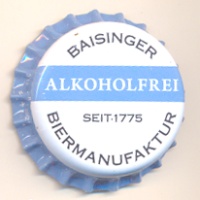 BAISINGER
ALKOHOLFREI
SEIT·1775
BIERMANUFAKTUR